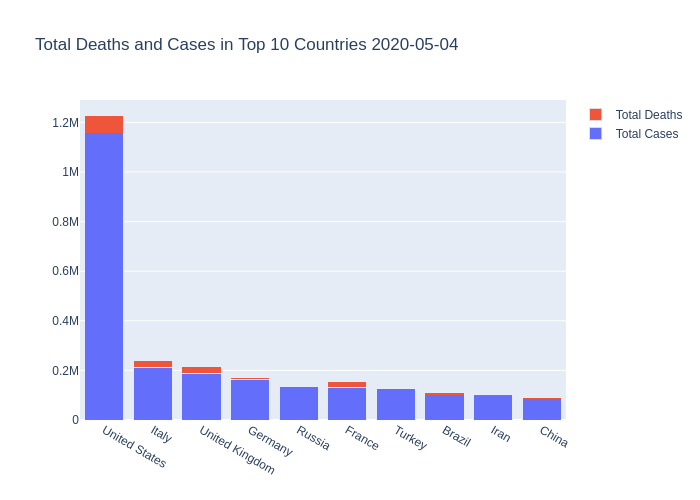 Total Deaths and Cases in Top 10 Countries 2020-05-04
Total Deaths
Total Cases
1.2M
1M
0.8M
0.6M
0.4M
0.2M
0
United States
Italy
United Kingdom
Germany
Russia
France
Turkey
Brazil
Iran
China